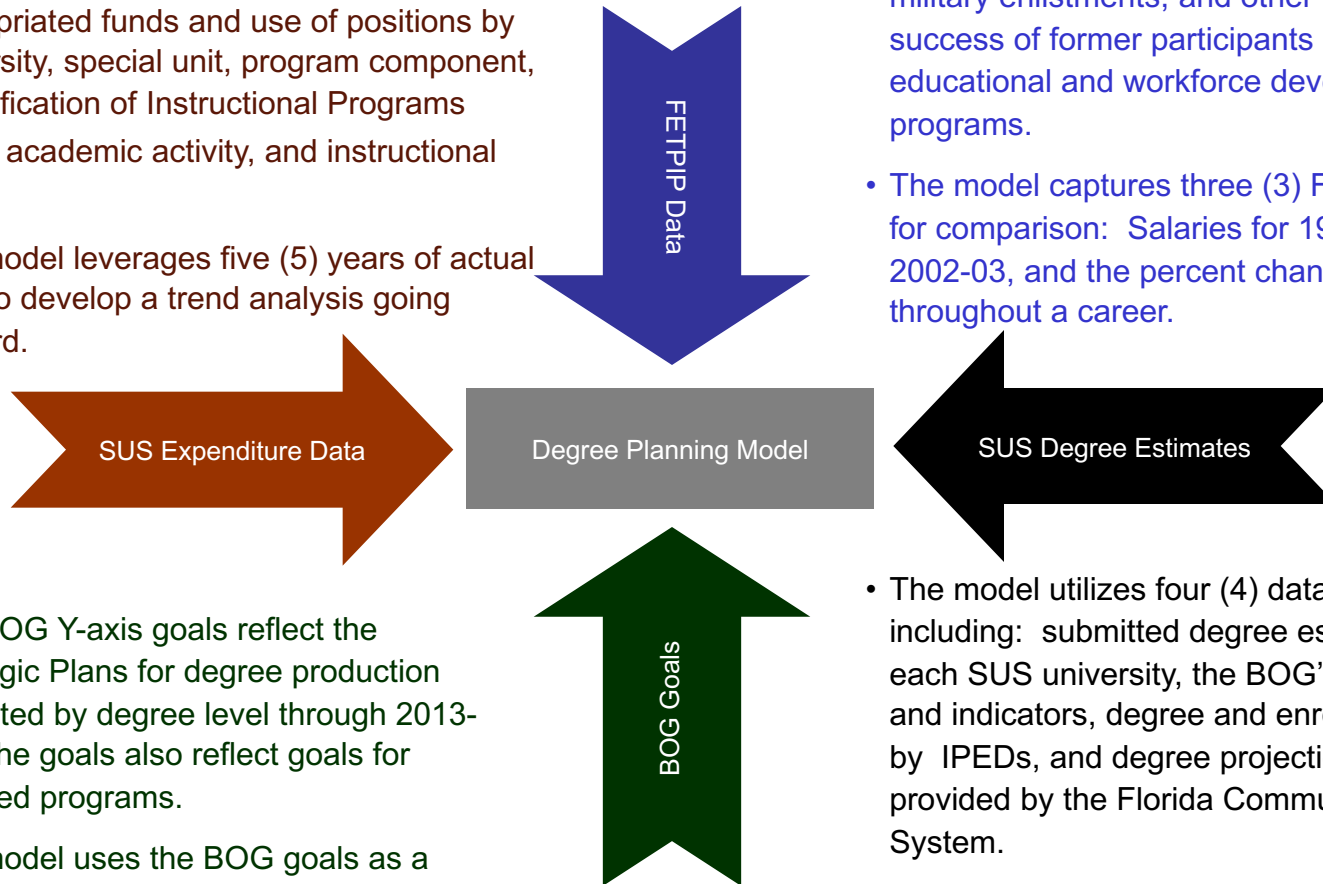 priated funds and use of positions by
rsity, special unit, program component,
fication of Instructional Programs
academic activity, and instructional
model leverages five (5) years of actual
o develop a trend analysis going
rd.
FETPIP Data
military enlistments, and other
success of former participants
educational and workforce dev
programs.
• The model captures three (3) F
for comparison: Salaries for 19
2002-03, and the percent chan
throughout a career.
SUS Expenditure Data
Degree Planning Model
SUS Degree Estimates
OG Y-axis goals reflect the
gic Plans for degree production
ted by degree level through 2013-
he goals also reflect goals for
ed programs.
model uses the BOG goals as a
BOG Goals
• The model utilizes four (4) data
including: submitted degree es
each SUS university, the BOG'
and indicators, degree and enr
by IPEDs, and degree projecti
provided by the Florida Commu
System.